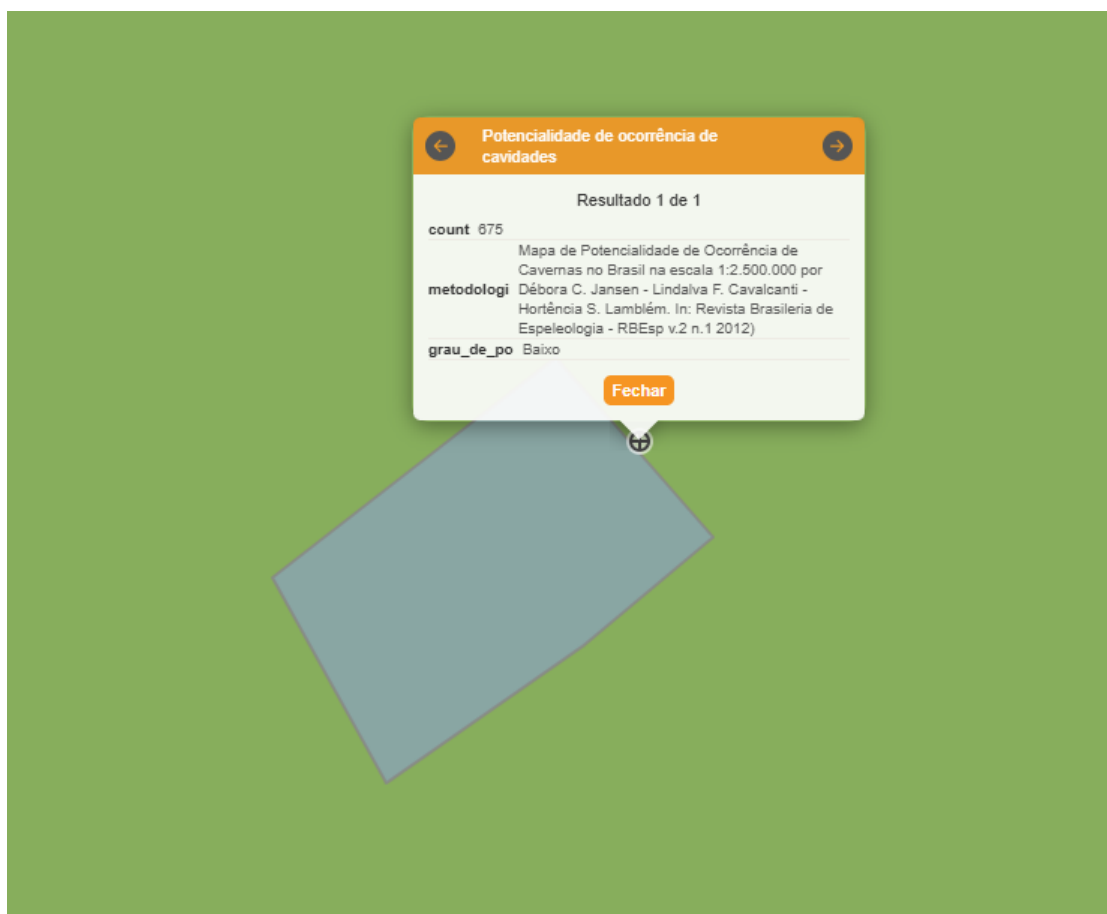 Potencialidade de ocorrência de
cavidades
Resultado 1 de 1
count 675
Mapa de Potencialidade de Ocorrência de
Cavernas no Brasil na escala 1:2.500.000 por
metodologi Débora C. Jansen - Lindalva F. Cavalcanti -
Hortência S. Lamblém. In: Revista Brasileria de
Espeleologia - RBEsp v.2 n.1 2012)
grau_de_po Baixo
Fechar